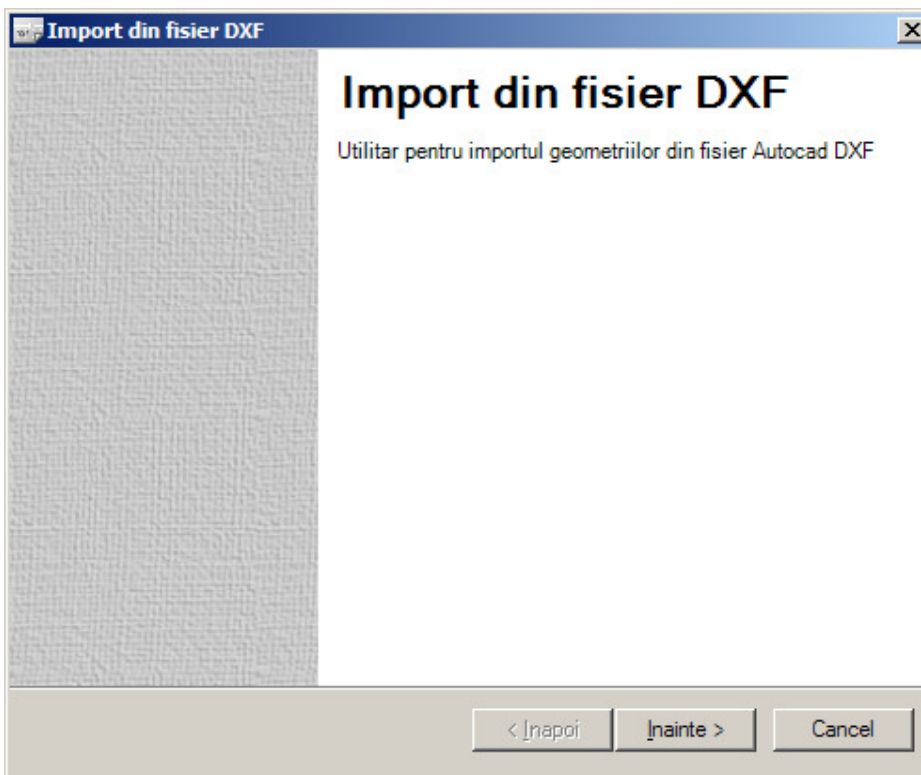 Import din fisier DXF
Import din fisier DXF
Utilitar pentru importul geometriilor din fisier Autocad DXF
< Inapoi
Inainte >
Cancel